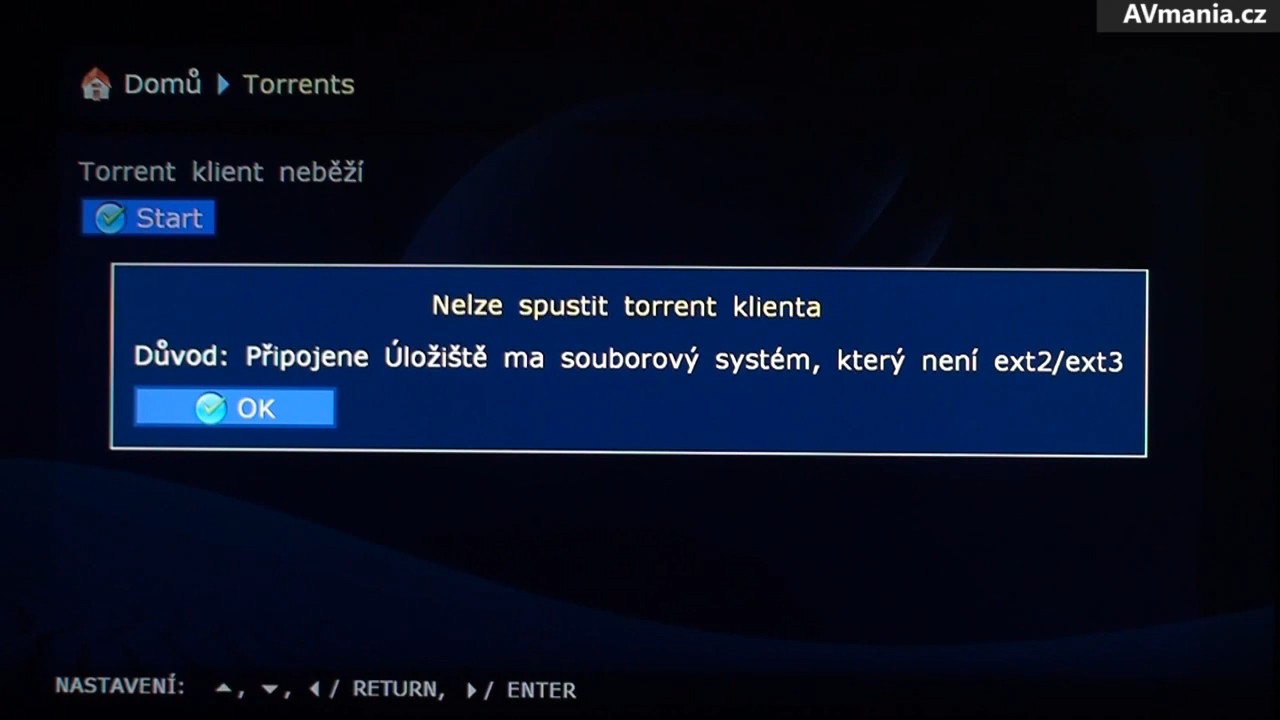 AVmania.cz
Domů Torrents
Torrent klient neběží
Start
Nelze spustit torrent klienta
Důvod: Připojene Úložiště ma souborový systém, který není ext2/ext3
OK
NASTAVENÍ: ▲, ▼, ◀/ RETURN, ▶/ ENTER